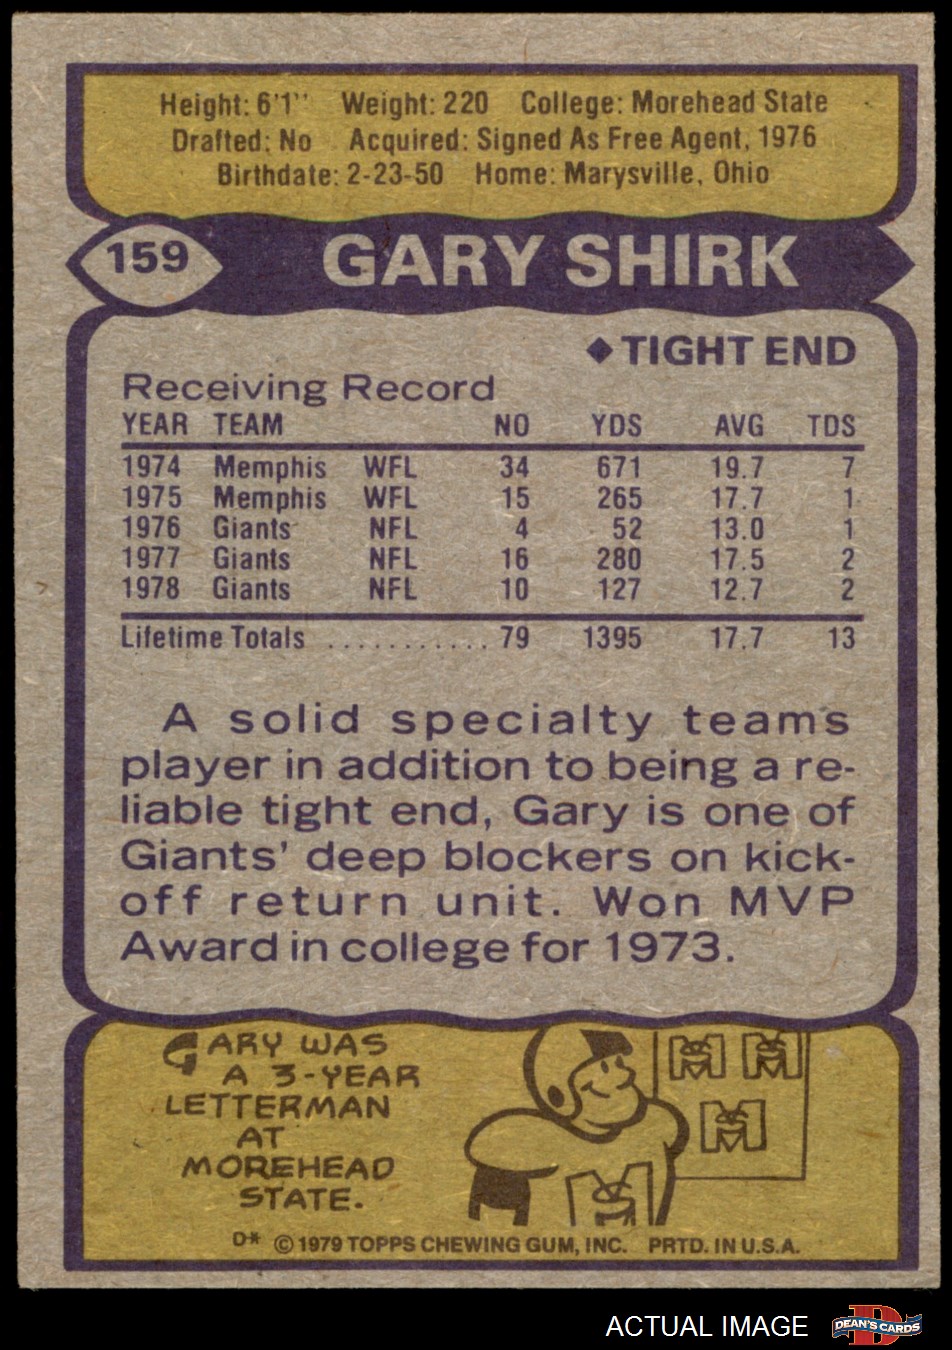 Height: 6'1" Weight: 220 College: Morehead State
Drafted: No Acquired: Signed As Free Agent, 1976
Birthdate: 2-23-50 Home: Marysville, Ohio
159 GARY SHIRK
◆TIGHT END
Receiving Record
YEAR TEAM NO YDS AVG TDS
1974 Memphis WFL 34 671 19.7 7
1975 Memphis WFL 15 265 17.7 1
1976 Giants NFL 4 52 13.0 1
1977 Giants NFL 16 280 17.5 2
1978 Giants NFL 10 127 12.7 2
Lifetime Totals ........... 79 1395 17.7 13
A solid specialty teams
player in addition to being a re-
liable tight end, Gary is one of
Giants' deep blockers on kick-
off return unit. Won MVP
Award in college for 1973.
GARY WAS
A 3-YEAR
LETTERMAN
AT
MOREHEAD
STATE.
M M
M
M S
D* © 1979 TOPPS CHEWING GUM, INC. PRTD. IN U.S.A.
ACTUAL IMAGE
D
DEAN'S CARDS